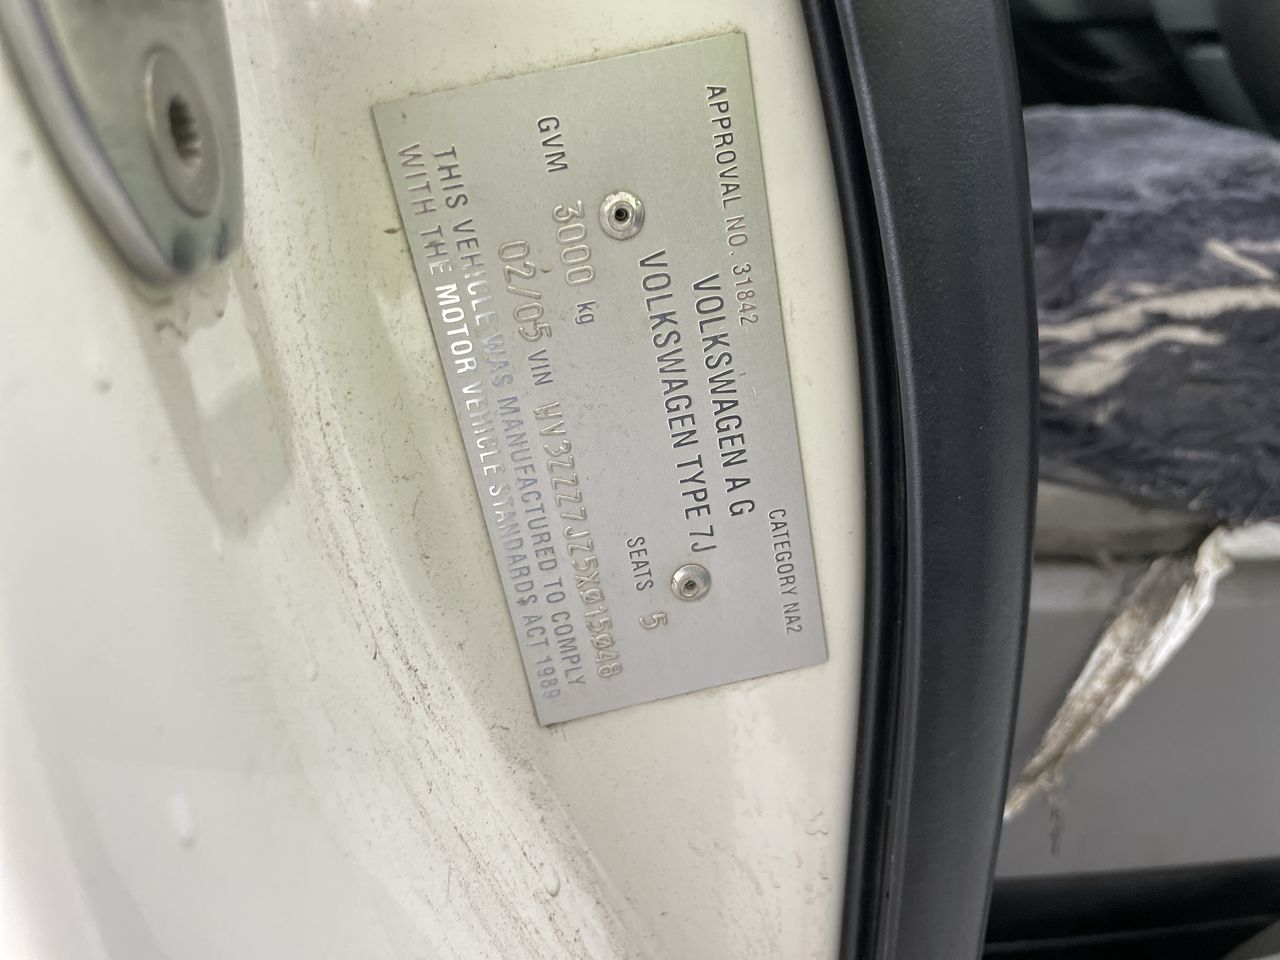 APPROVAL NO. 31842 CATEGORY NA2
VOLKSWAGEN A G
VOLKSWAGEN TYPE 7J
GVM 3000 kg SEATS 5
02/05 VIN WV3ZZZ7JZ5X015048
THIS VEHICLE WAS MANUFACTURED TO COMPLY
WITH THE MOTOR VEHICLE STANDARDS ACT 1989